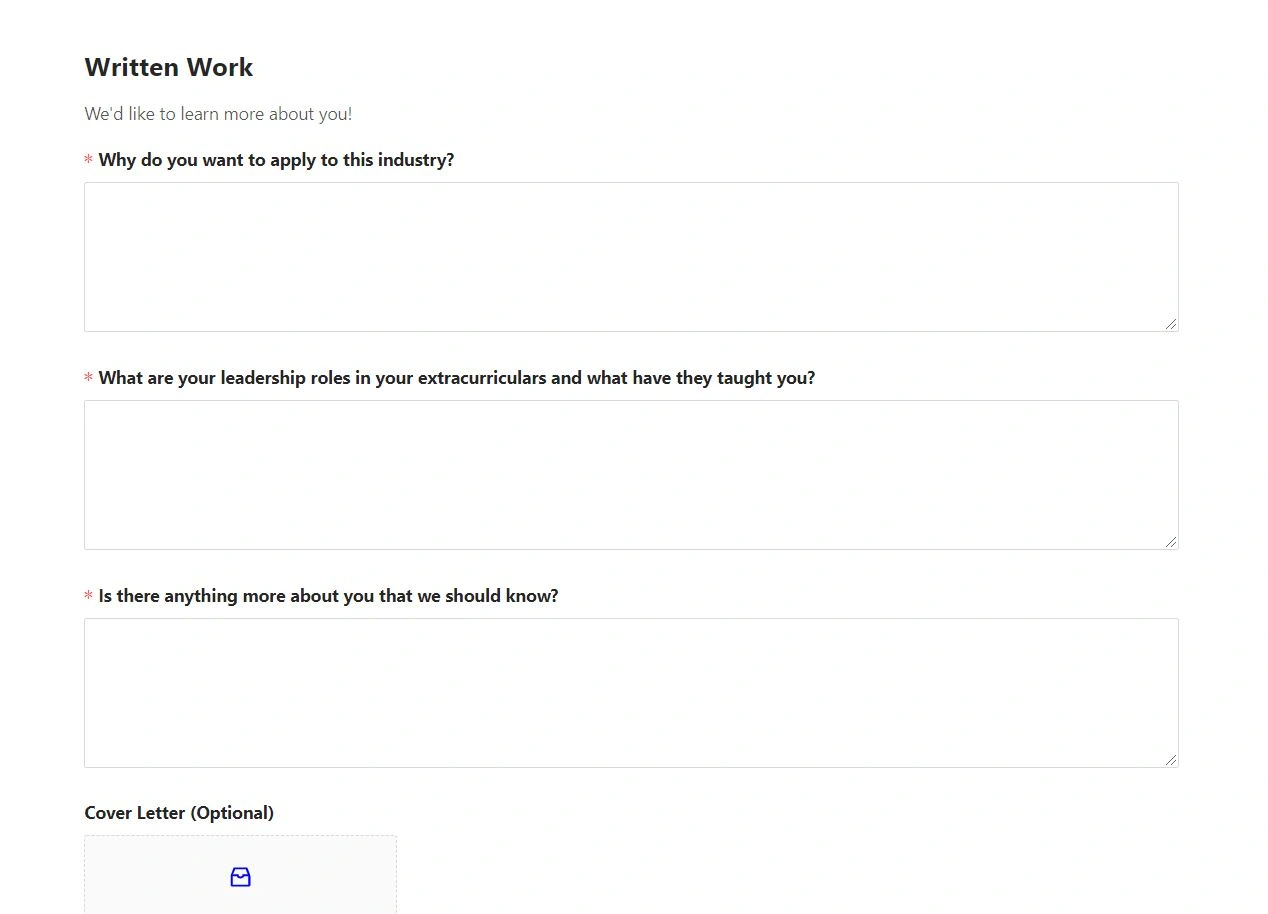 Written Work
We'd like to learn more about you!
* Why do you want to apply to this industry?
* What are your leadership roles in your extracurriculars and what have they taught you?
* Is there anything more about you that we should know?
Cover Letter (Optional)